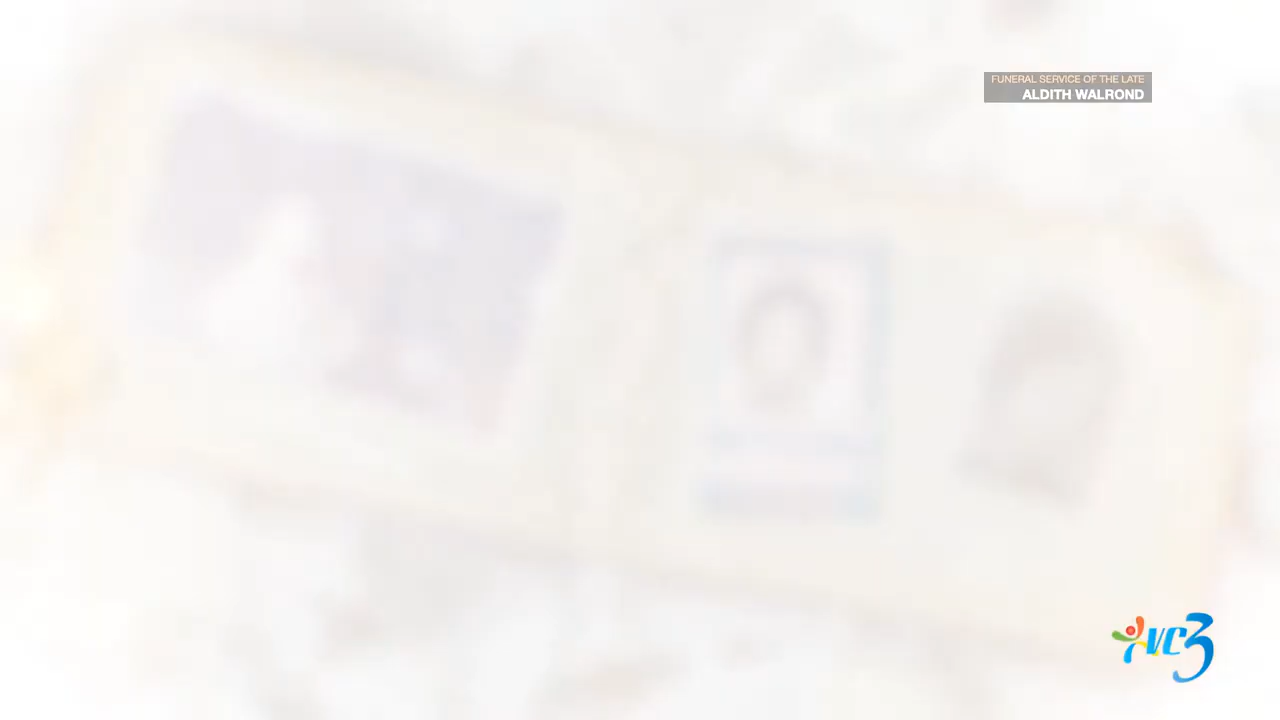 FUNERAL SERVICE OF THE LATE
ALDITH WALROND
VC3